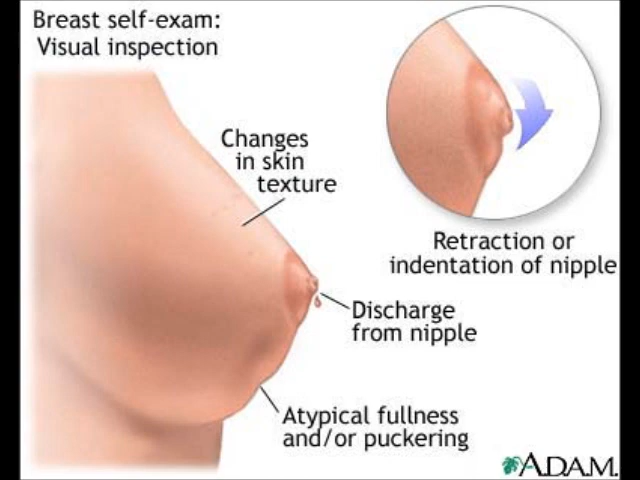 Breast self-exam:
Visual inspection
Changes
in skin
texture
Retraction or
indentation of nipple
Discharge
from nipple
Atypical fullness
and/or puckering
A.D.A.M.